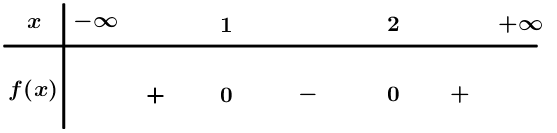 x −∞ 1 2 +∞
f(x) + 0 − 0 +